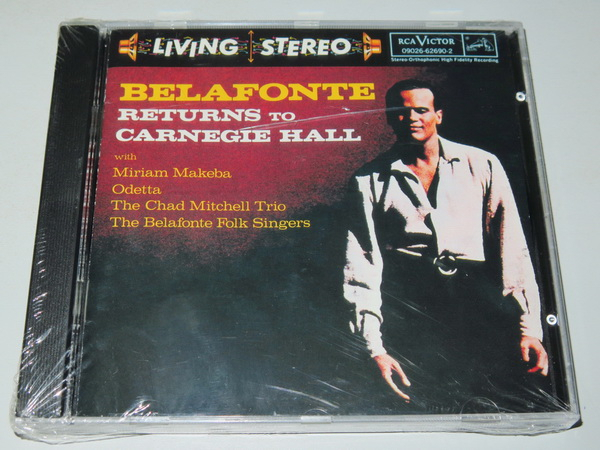 LIVING STEREO
RCA VICTOR
09026-62690-2
Stereo-Orthophonic High Fidelity Recording
BELAFONTE
RETURNS TO
CARNEGIE HALL
with
Miriam Makeba
Odetta
The Chad Mitchell Trio
The Belafonte Folk Singers